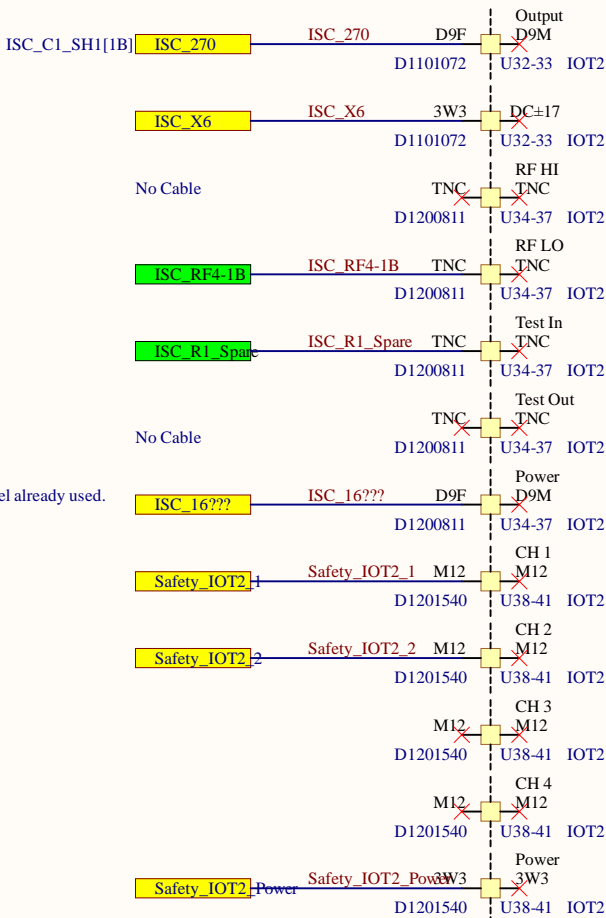 Output
ISC_C1_SH1[1B] ISC_270 ISC_270 D9F D9M
D1101072 U32-33 IOT2
ISC_X6 ISC_X6 3W3 DC±17
D1101072 U32-33 IOT2
RF HI
No Cable TNC TNC
D1200811 U34-37 IOT2
RF LO
ISC_RF4-1B ISC_RF4-1B TNC TNC
D1200811 U34-37 IOT2
Test In
ISC_R1_Spare ISC_R1_Spare TNC TNC
D1200811 U34-37 IOT2
Test Out
TNC TNC
No Cable
D1200811 U34-37 IOT2
Power
el already used. ISC_16??? ISC_16??? D9F D9M
D1200811 U34-37 IOT2
CH 1
Safety_IOT2_1 Safety_IOT2_1 M12 M12
D1201540 U38-41 IOT2
CH 2
Safety_IOT2_2 Safety_IOT2_2 M12 M12
D1201540 U38-41 IOT2
CH 3
M12 M12
D1201540 U38-41 IOT2
CH 4
M12 M12
D1201540 U38-41 IOT2
Power
Safety_IOT2_Power Safety_IOT2_Power 3W3 3W3
D1201540 U38-41 IOT2